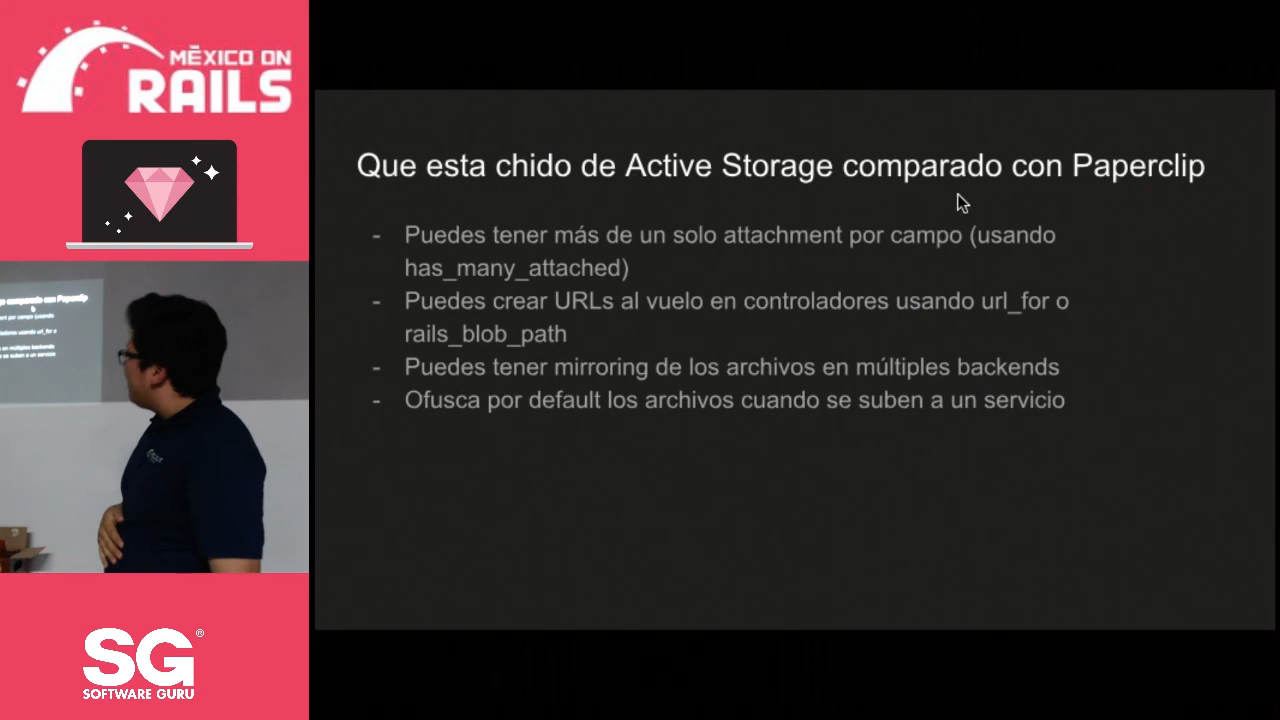 MÉXICO ON
RAILS
Que esta chido de Active Storage comparado con Paperclip
- Puedes tener más de un solo attachment por campo (usando
has_many_attached)
- Puedes crear URLs al vuelo en controladores usando url_for o
rails_blob_path
- Puedes tener mirroring de los archivos en múltiples backends
- Ofusca por default los archivos cuando se suben a un servicio
SG®
SOFTWARE GURU